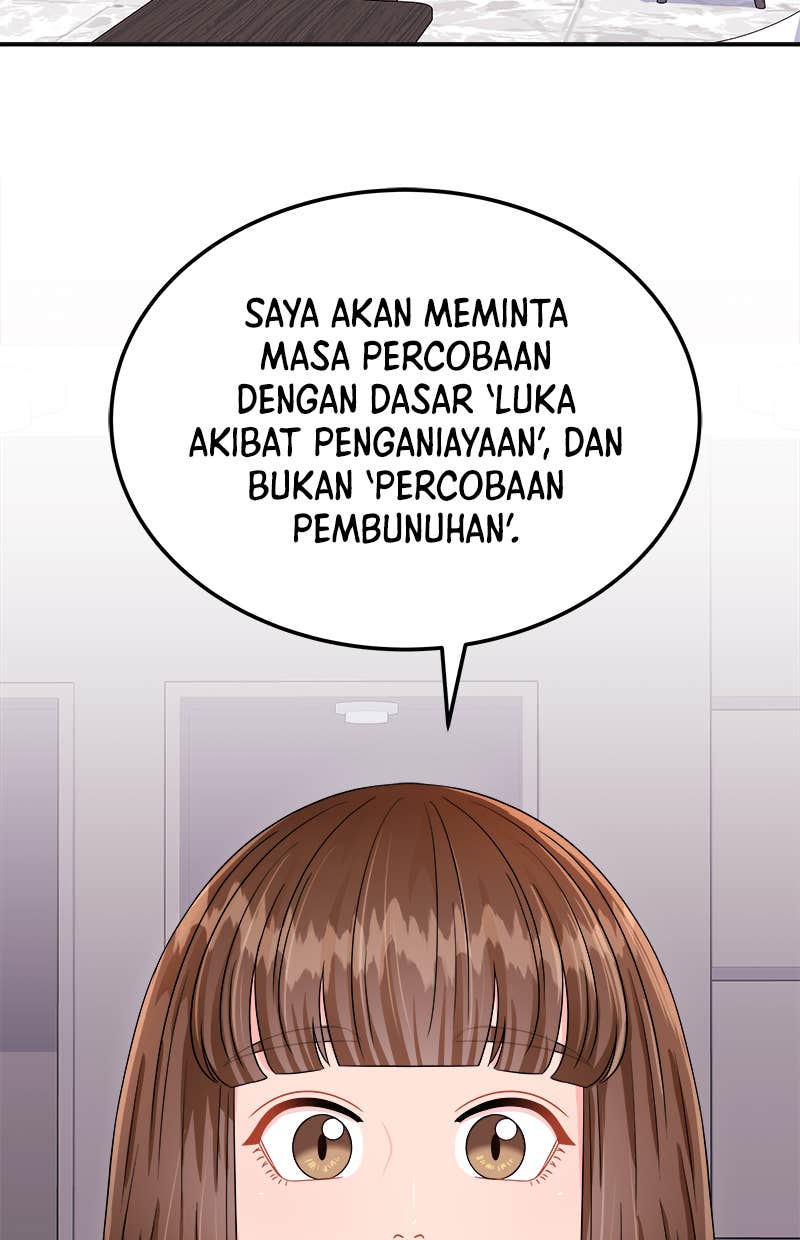 SAYA AKAN MEMINTA
MASA PERCOBAAN
DENGAN DASAR ‘LUKA
AKIBAT PENGANIAYAAN’, DAN
BUKAN ‘PERCOBAAN
PEMBUNUHAN’.